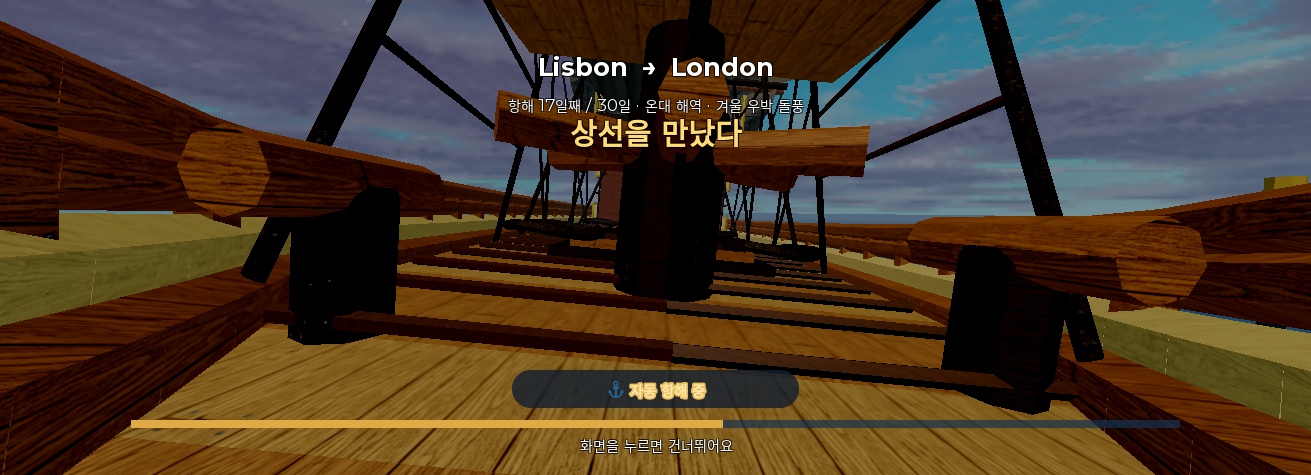 Lisbon → London
항해 17일째 / 30일 · 온대 해역 · 겨울 우박 돌풍
상선을 만났다
⚓ 자동 항해 중
화면을 누르면 건너뛰어요